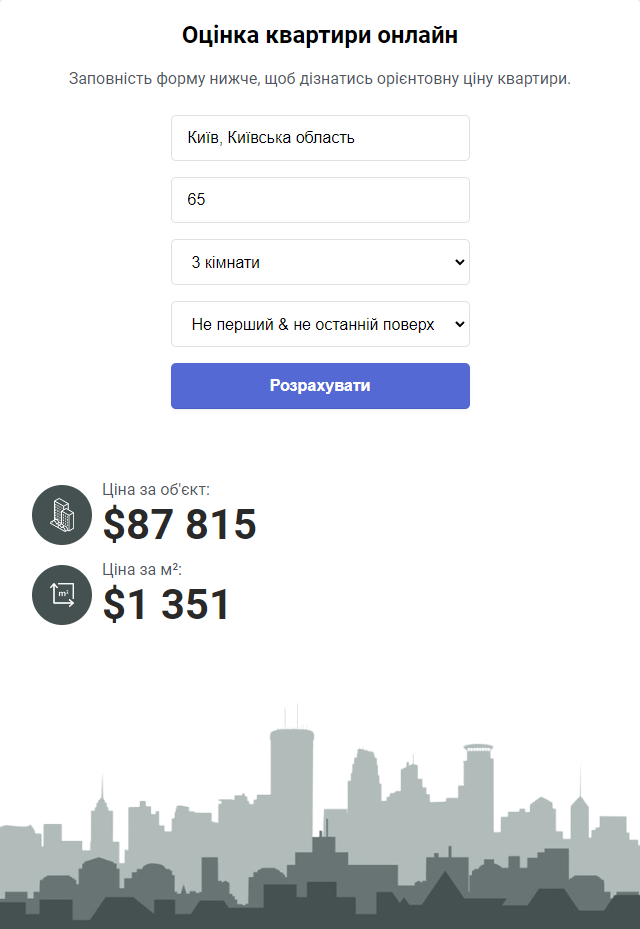 Оцінка квартири онлайн
Заповність форму нижче, щоб дізнатись орієнтовну ціну квартири.
Київ, Київська область
65
3 кімнати
Не перший & не останній поверх
Розрахувати
Ціна за об'єкт:
$87 815
Ціна за м²:
$1 351
m²